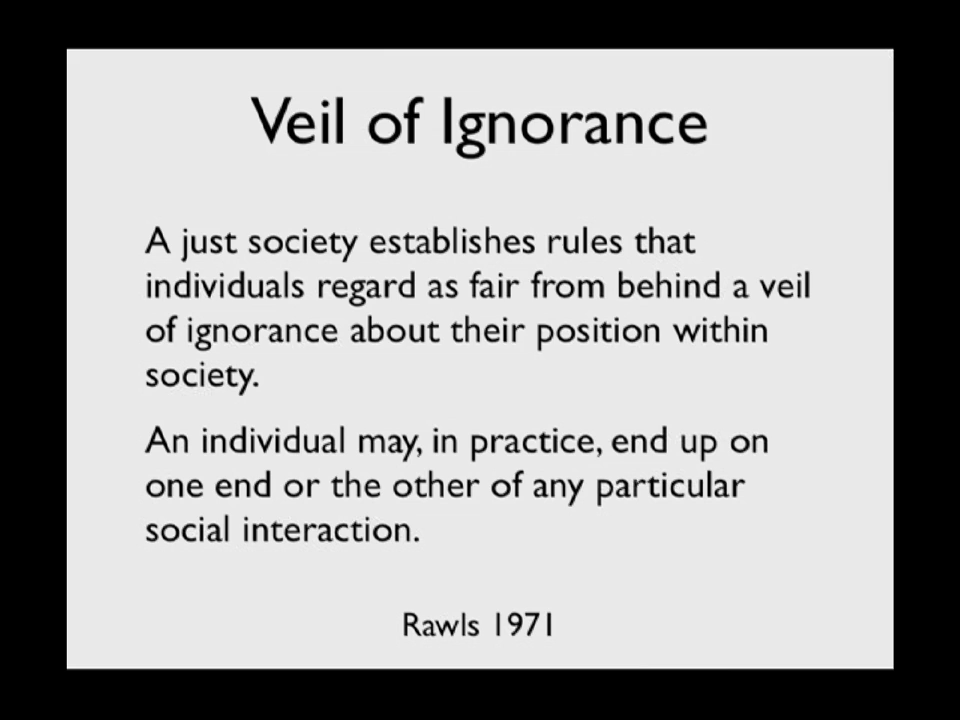 Veil of Ignorance
A just society establishes rules that
individuals regard as fair from behind a veil
of ignorance about their position within
society.
An individual may, in practice, end up on
one end or the other of any particular
social interaction.
Rawls 1971